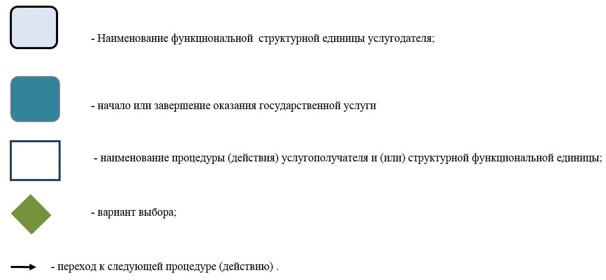 - Наименование функциональной структурной единицы услугодателя;
- начало или завершение оказания государственной услуги
- наименование процедуры (действия) услугополучателя и (или) структурной функциональной единицы;
- вариант выбора;
- переход к следующей процедуре (действию) .